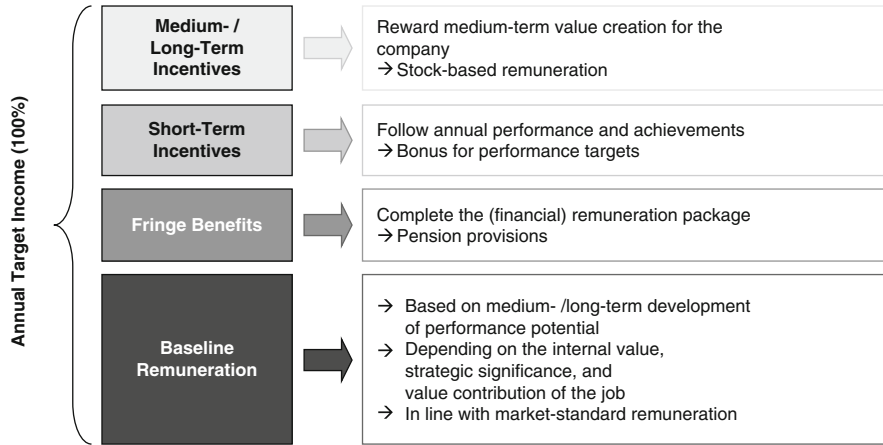 Annual Target Income (100%)
Medium- /
Long-Term
Incentives
Reward medium-term value creation for the
company
→ Stock-based remuneration
Short-Term
Incentives
Follow annual performance and achievements
→ Bonus for performance targets
Fringe Benefits
Complete the (financial) remuneration package
→ Pension provisions
Baseline
Remuneration
→ Based on medium- /long-term development
of performance potential
→ Depending on the internal value,
strategic significance, and
value contribution of the job
→ In line with market-standard remuneration